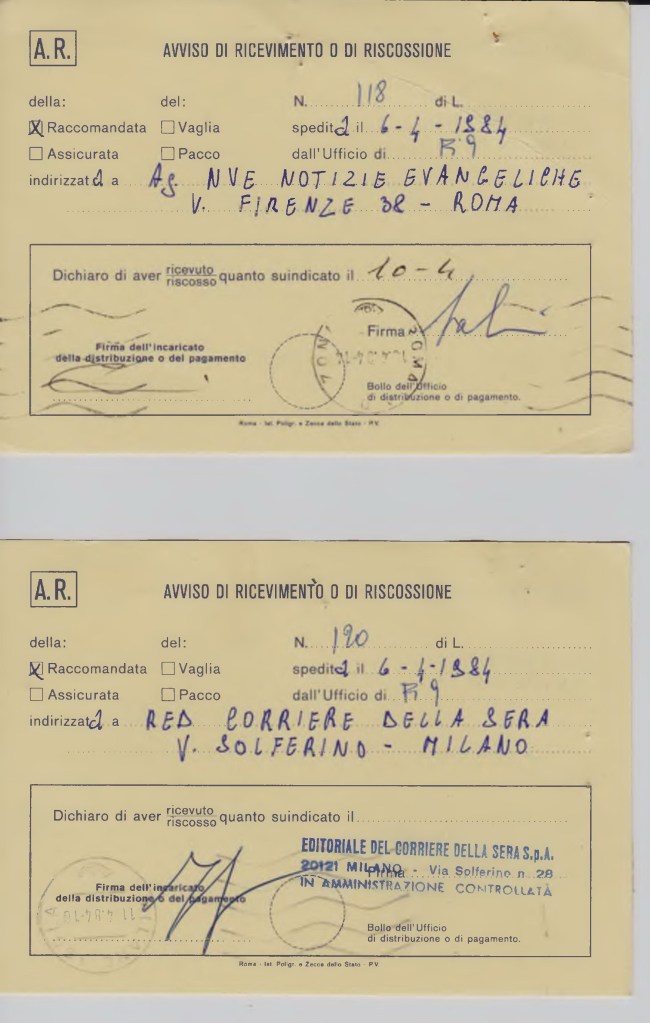 A.R. AVVISO DI RICEVIMENTO O DI RISCOSSIONE
della: del: N. 118 di L.
Raccomandata Vaglia spedita il 6-4-1984
Assicurata Pacco dall'Ufficio di R9
indirizzata a Ag NVE NOTIZIE EVANGELICHE
V. FIRENZE 38 - ROMA
Dichiaro di aver ricevuto/riscosso quanto suindicato il 10-4
Firma
Firma dell'incaricato
della distribuzione o del pagamento
ROMA
Bollo dell'Ufficio
di distribuzione o di pagamento.
Roma - Ist. Poligr. e Zecca dello Stato - P.V.
A.R. AVVISO DI RICEVIMENTO O DI RISCOSSIONE
della: del: N. 120 di L.
Raccomandata Vaglia spedita il 6-4-1984
Assicurata Pacco dall'Ufficio di R9
indirizzata a RED CORRIERE DELLA SERA
V. SOLFERINO - MILANO
Dichiaro di aver ricevuto/riscosso quanto suindicato il
EDITORIALE DEL CORRIERE DELLA SERA S.p.A.
20121 MILANO - Via Solferino n. 28
Firma
IN AMMINISTRAZIONE CONTROLLATA
Firma dell'incaricato
della distribuzione o del pagamento
Bollo dell'Ufficio
di distribuzione o di pagamento.
Roma - Ist. Poligr. e Zecca dello Stato - P.V.